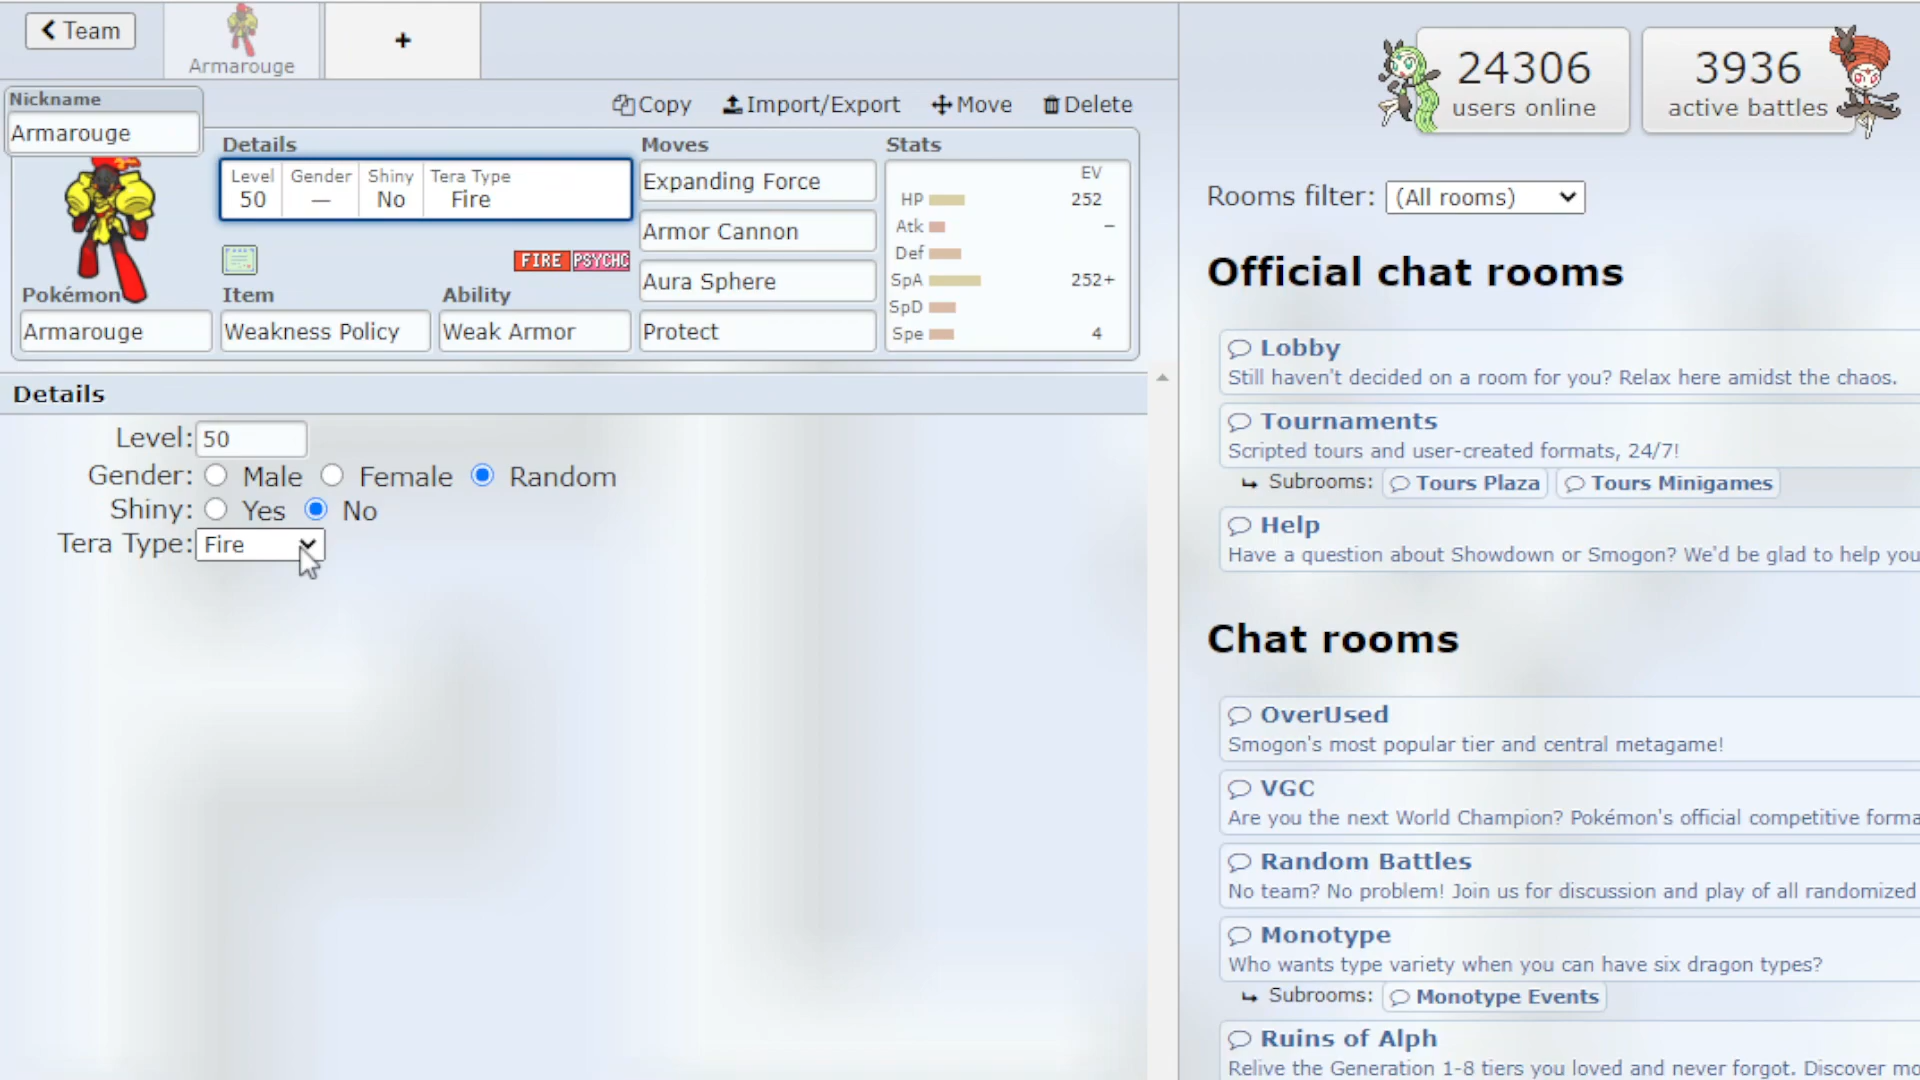 Team
Armarouge
+
Nickname
Armarouge
Copy
Import/Export
Move
Delete
Details
Level
50
Gender
—
Shiny
No
Tera Type
Fire
Moves
Expanding Force
Armor Cannon
Aura Sphere
Protect
Stats
EV
HP 252
Atk –
Def
SpA 252+
SpD
Spe 4
FIRE PSYCHC
Pokémon
Armarouge
Item
Weakness Policy
Ability
Weak Armor
Details
Level: 50
Gender: Male Female Random
Shiny: Yes No
Tera Type: Fire
24306
users online
3936
active battles
Rooms filter: (All rooms)
Official chat rooms
Lobby
Still haven't decided on a room for you? Relax here amidst the chaos.
Tournaments
Scripted tours and user-created formats, 24/7!
Subrooms: Tours Plaza Tours Minigames
Help
Have a question about Showdown or Smogon? We'd be glad to help you
Chat rooms
OverUsed
Smogon's most popular tier and central metagame!
VGC
Are you the next World Champion? Pokémon's official competitive forma
Random Battles
No team? No problem! Join us for discussion and play of all randomized
Monotype
Who wants type variety when you can have six dragon types?
Subrooms: Monotype Events
Ruins of Alph
Relive the Generation 1-8 tiers you loved and never forgot. Discover mo